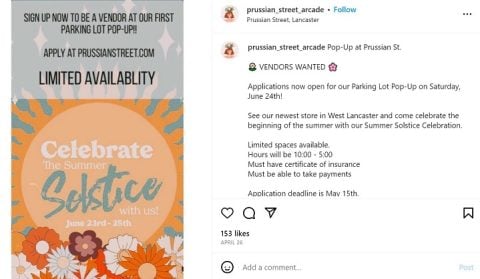 SIGN UP NOW TO BE A VENDOR AT OUR FIRST
PARKING LOT POP-UP!!
APPLY AT PRUSSIANSTREET.COM
LIMITED AVAILABLITY
Celebrate
The Summer
Solstice
with us!
June 23rd-25th
prussian_street_arcade • Follow
Prussian Street, Lancaster
prussian_street_arcade Pop-Up at Prussian St.
VENDORS WANTED
Applications now open for our Parking Lot Pop-Up on Saturday,
June 24th!
See our newest store in West Lancaster and come celebrate the
beginning of the summer with our Summer Solstice Celebration.
Limited spaces available.
Hours will be 10:00 - 5:00
Must have certificate of insurance
Must be able to take payments
Application deadline is May 15th.
153 likes
APRIL 26
Add a comment...
Post